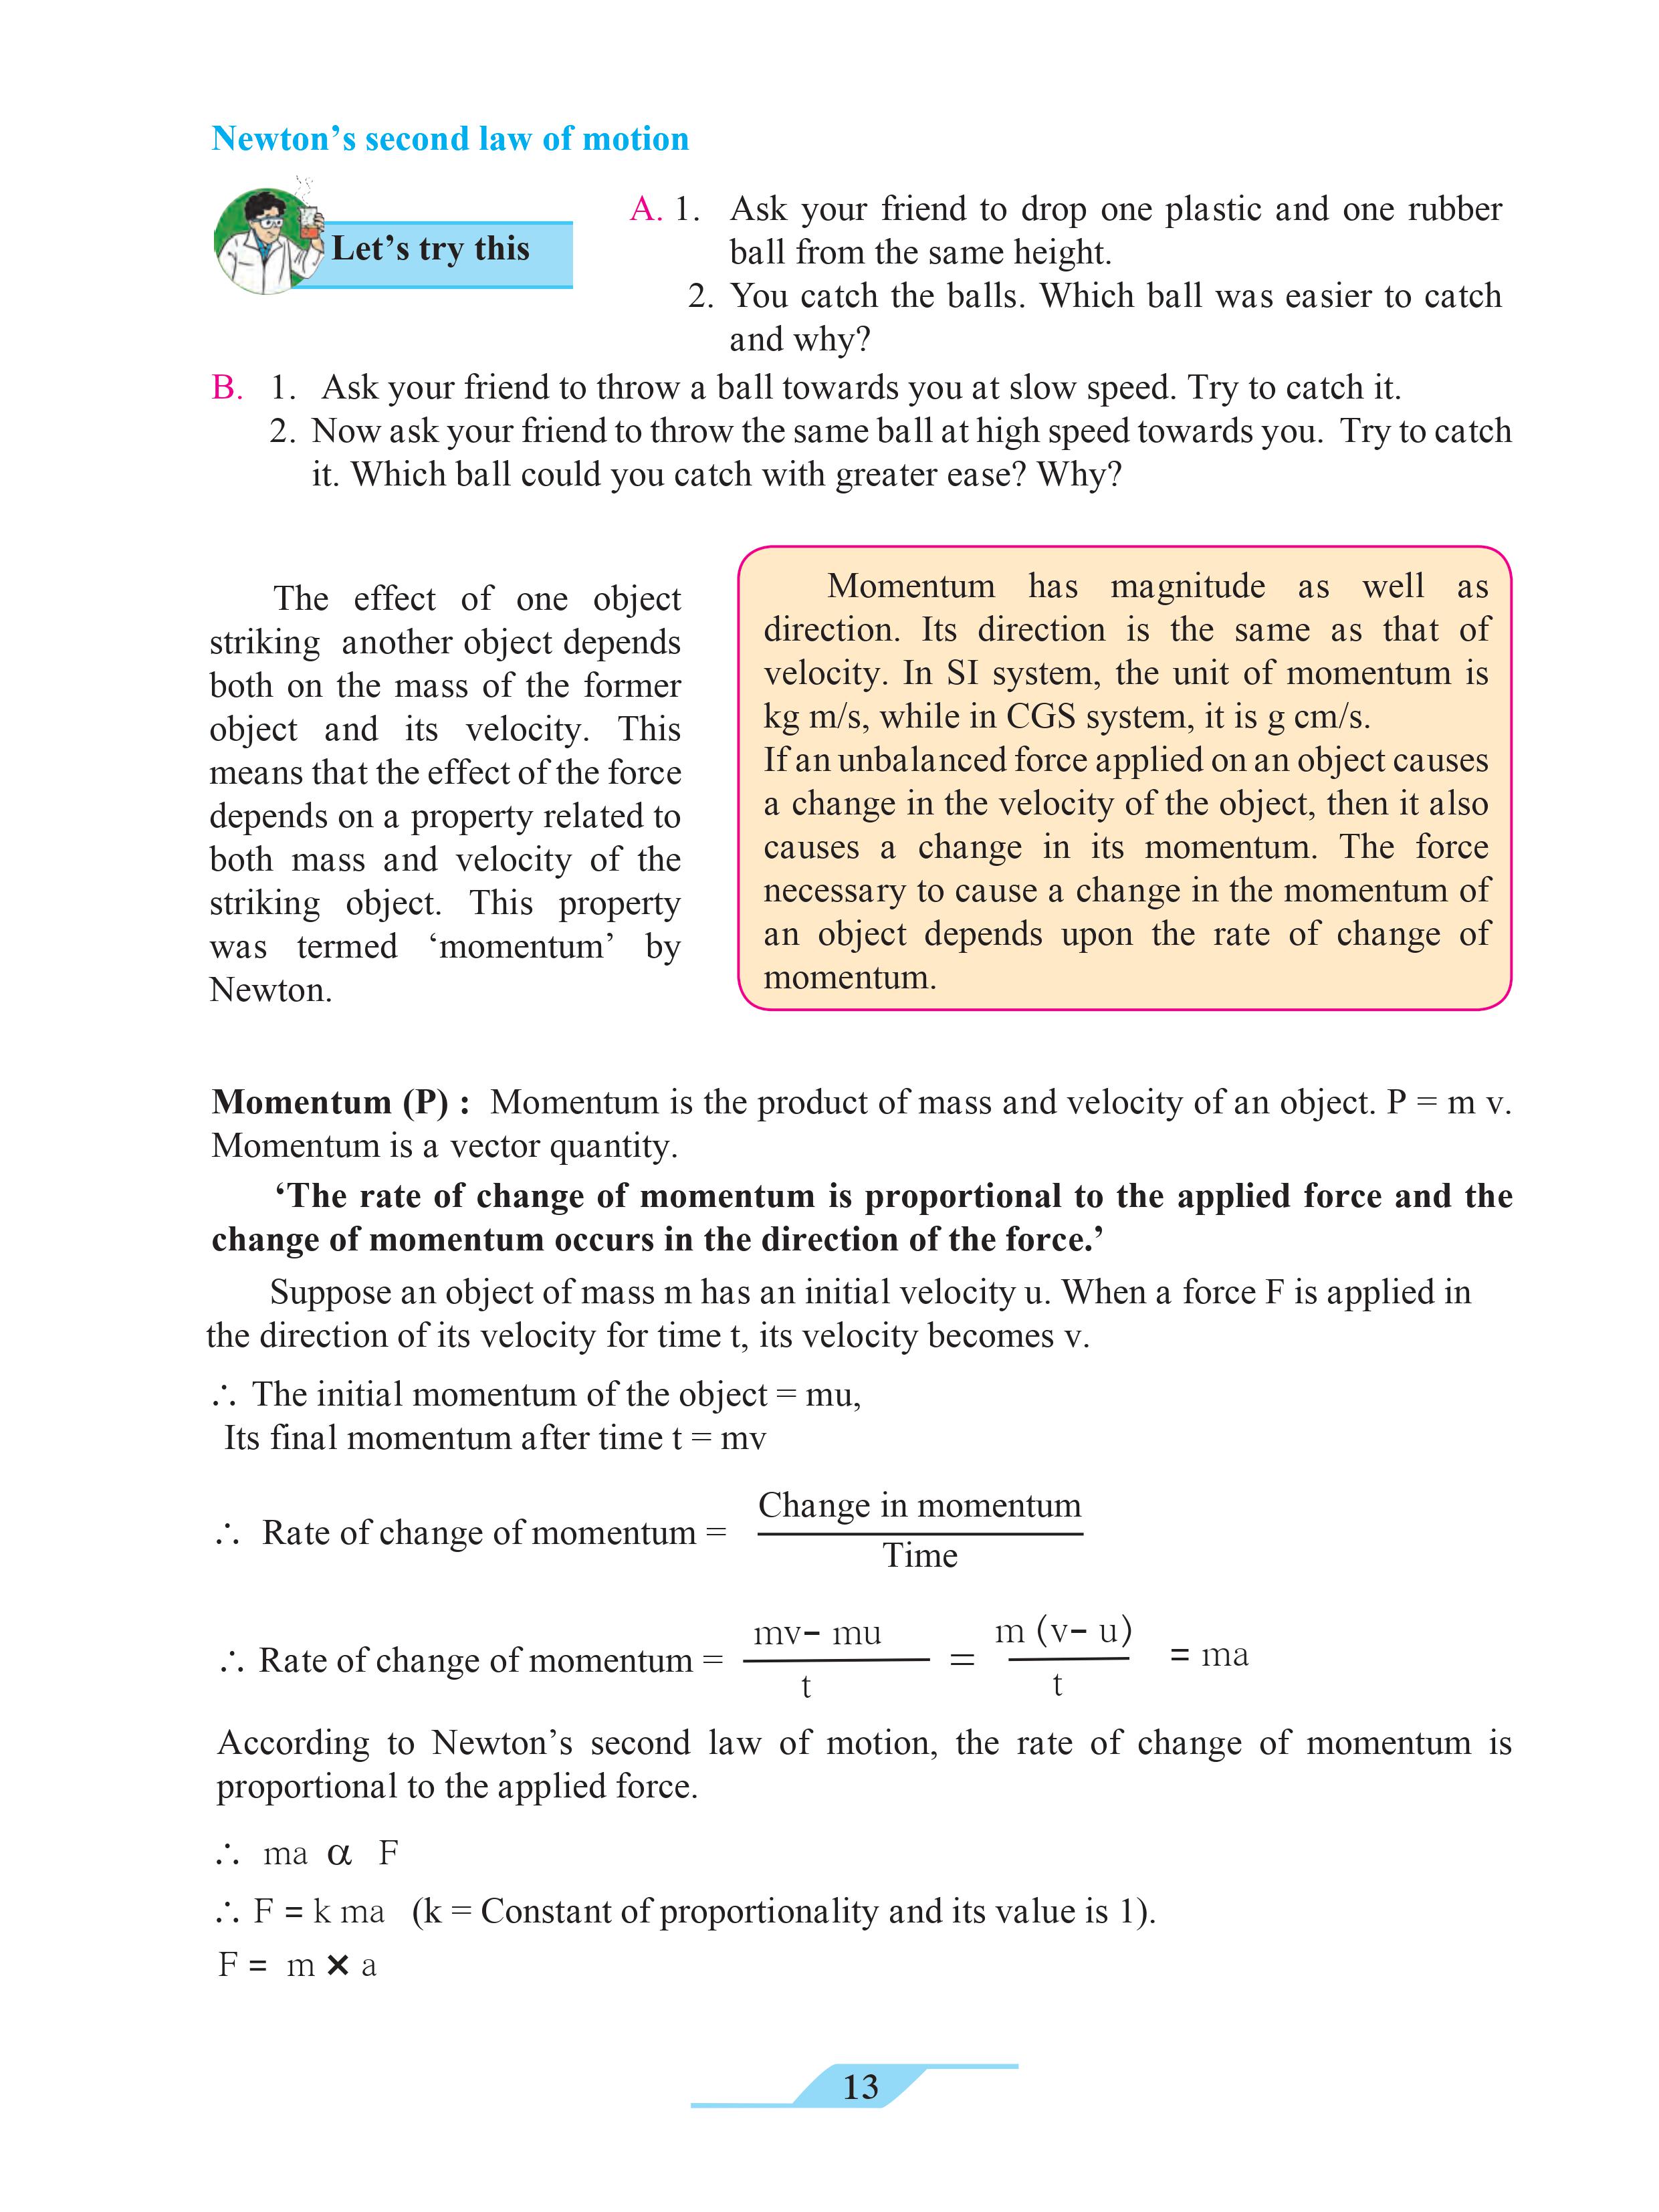 Newton’s second law of motion
Let’s try this
A. 1. Ask your friend to drop one plastic and one rubber
ball from the same height.
2. You catch the balls. Which ball was easier to catch
and why?
B. 1. Ask your friend to throw a ball towards you at slow speed. Try to catch it.
2. Now ask your friend to throw the same ball at high speed towards you. Try to catch
it. Which ball could you catch with greater ease? Why?
The effect of one object
striking another object depends
both on the mass of the former
object and its velocity. This
means that the effect of the force
depends on a property related to
both mass and velocity of the
striking object. This property
was termed ‘momentum’ by
Newton.
Momentum has magnitude as well as
direction. Its direction is the same as that of
velocity. In SI system, the unit of momentum is
kg m/s, while in CGS system, it is g cm/s.
If an unbalanced force applied on an object causes
a change in the velocity of the object, then it also
causes a change in its momentum. The force
necessary to cause a change in the momentum of
an object depends upon the rate of change of
momentum.
Momentum (P) : Momentum is the product of mass and velocity of an object. P = m v.
Momentum is a vector quantity.
‘The rate of change of momentum is proportional to the applied force and the
change of momentum occurs in the direction of the force.’
Suppose an object of mass m has an initial velocity u. When a force F is applied in
the direction of its velocity for time t, its velocity becomes v.
∴ The initial momentum of the object = mu,
Its final momentum after time t = mv
∴ Rate of change of momentum =
Change in momentum
Time
∴ Rate of change of momentum =
mv– mu
t
=
m (v– u)
t
= ma
According to Newton’s second law of motion, the rate of change of momentum is
proportional to the applied force.
∴ ma α F
∴ F = k ma (k = Constant of proportionality and its value is 1).
F = m × a
13